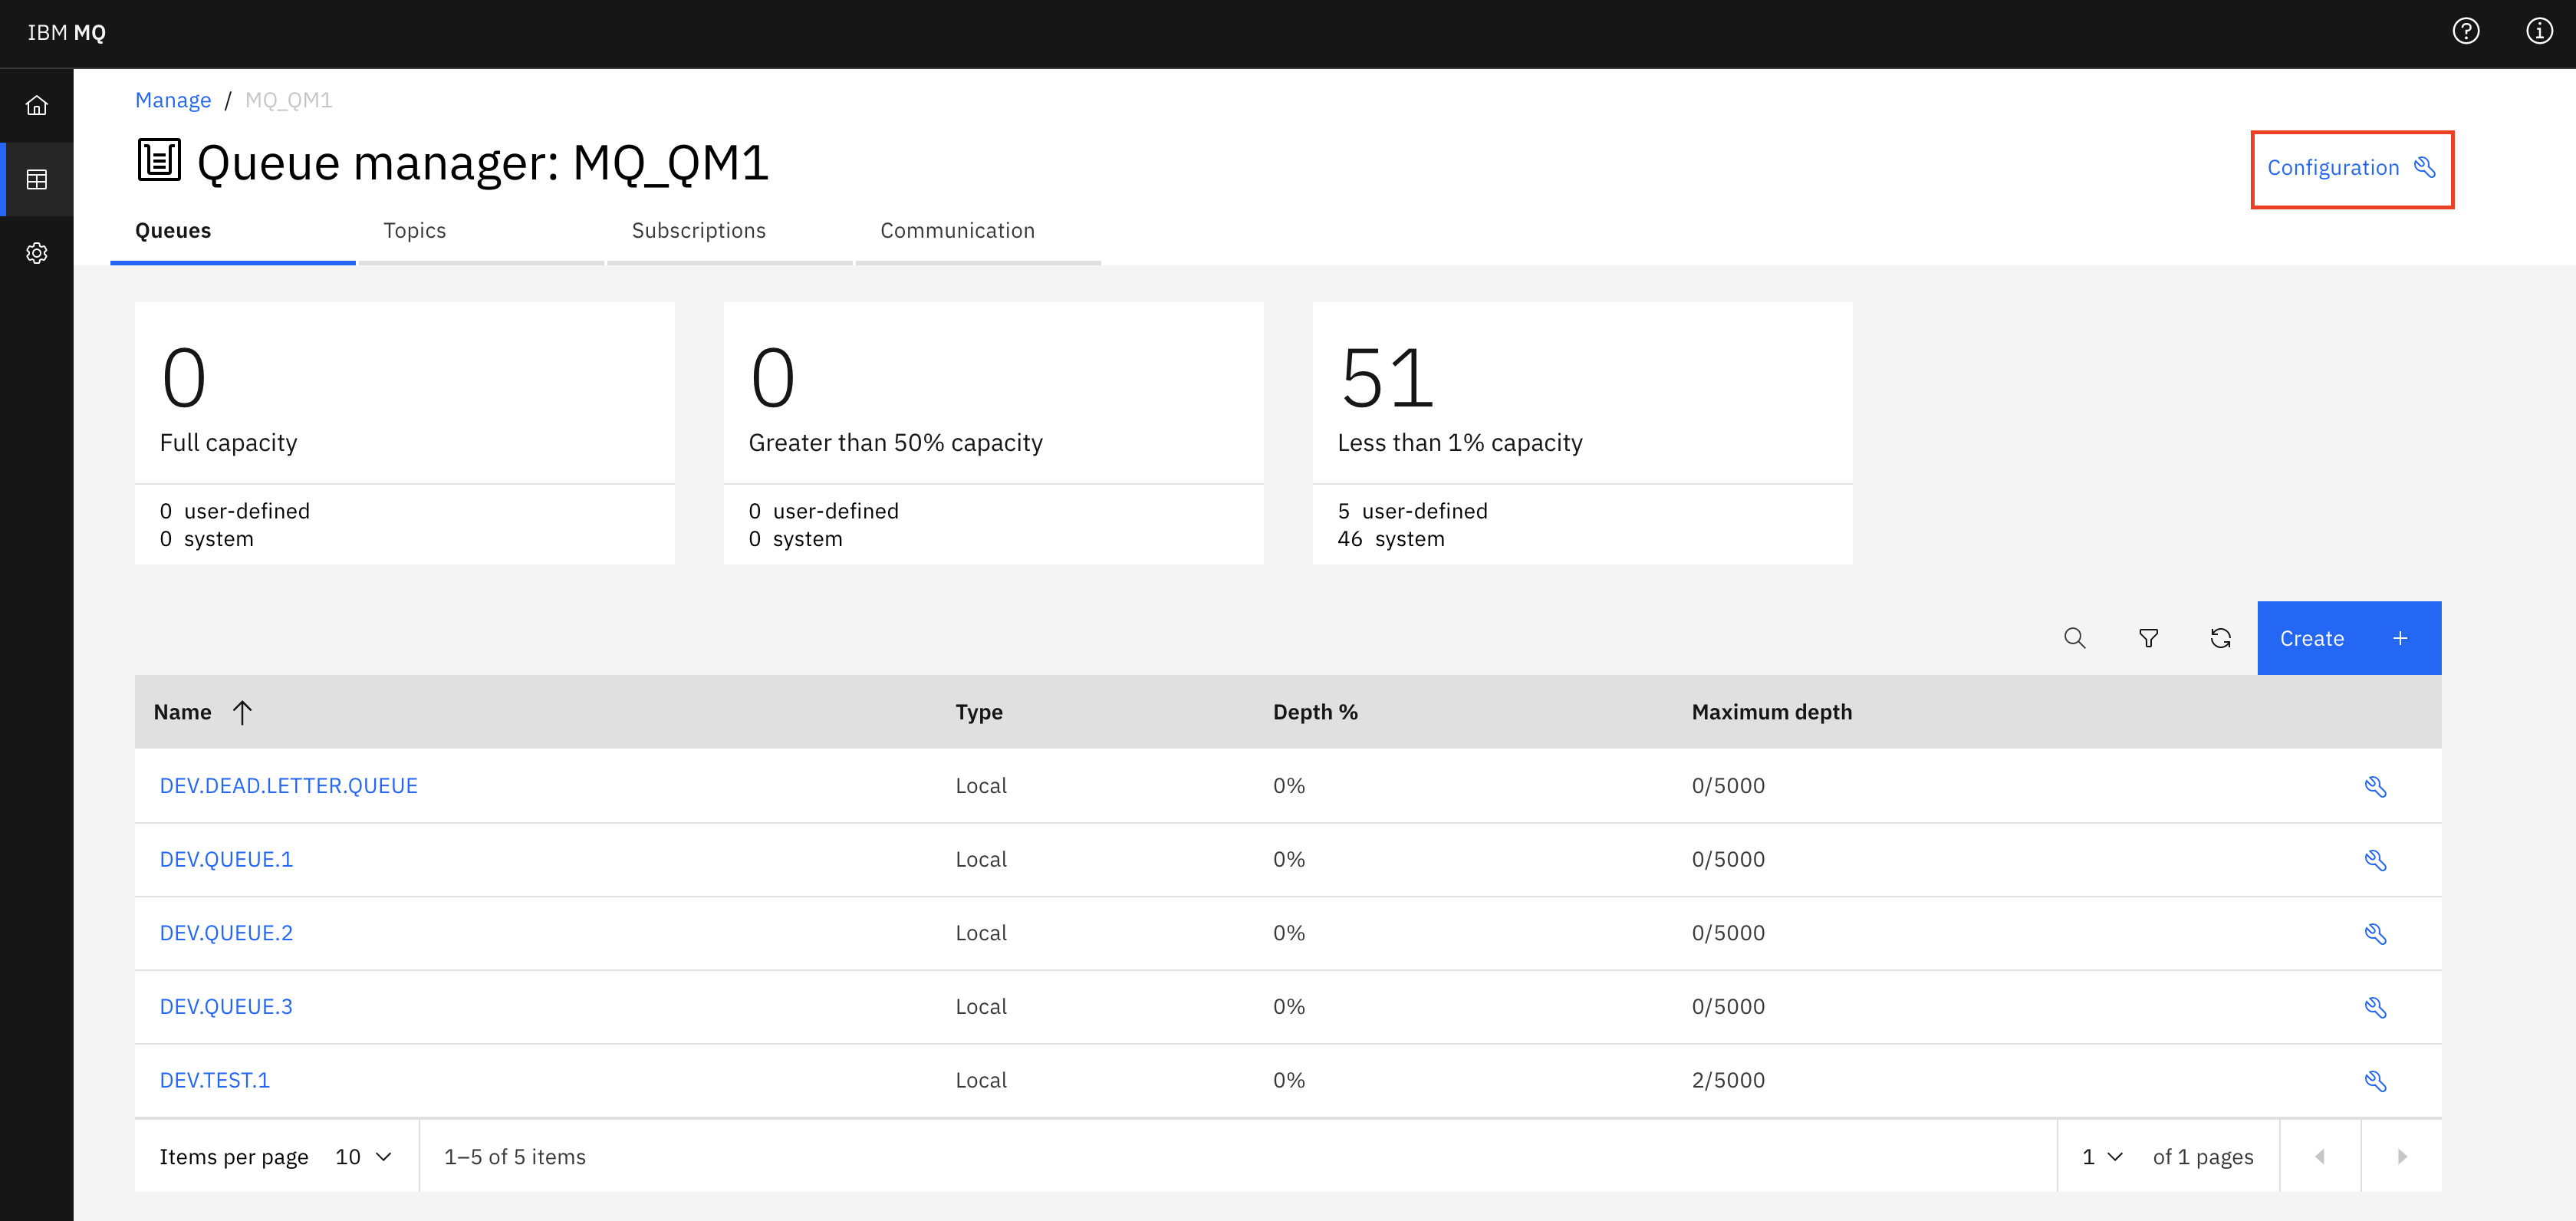 IBM MQ
Manage / MQ_QM1
Queue manager: MQ_QM1
Configuration
Queues Topics Subscriptions Communication
0
Full capacity
0 user-defined
0 system
0
Greater than 50% capacity
0 user-defined
0 system
51
Less than 1% capacity
5 user-defined
46 system
Create +
Name Type Depth % Maximum depth
DEV.DEAD.LETTER.QUEUE Local 0% 0/5000
DEV.QUEUE.1 Local 0% 0/5000
DEV.QUEUE.2 Local 0% 0/5000
DEV.QUEUE.3 Local 0% 0/5000
DEV.TEST.1 Local 0% 2/5000
Items per page 10 1–5 of 5 items 1 of 1 pages